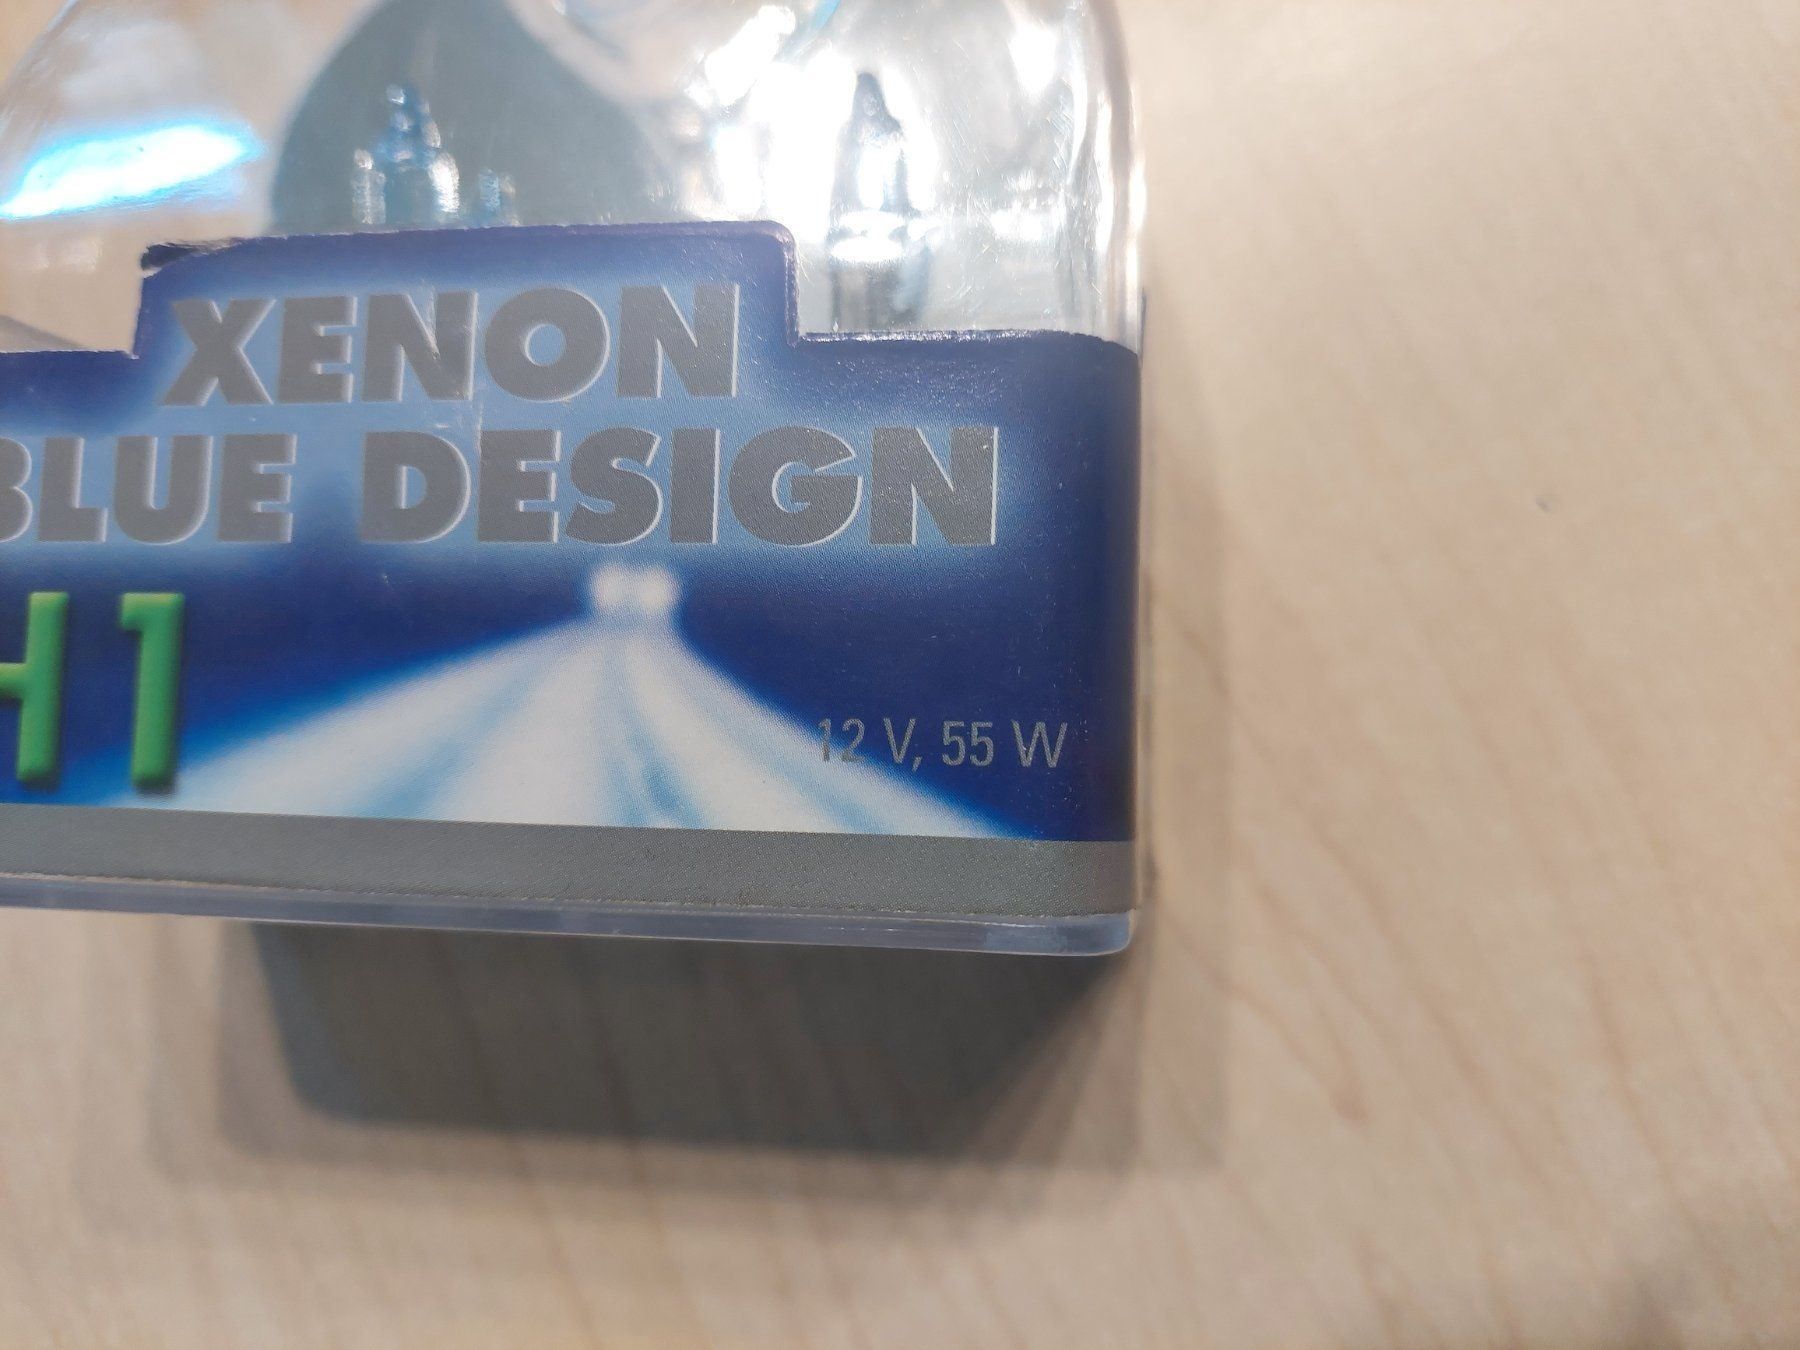 XENON
BLUE DESIGN
H1
12 V, 55 W